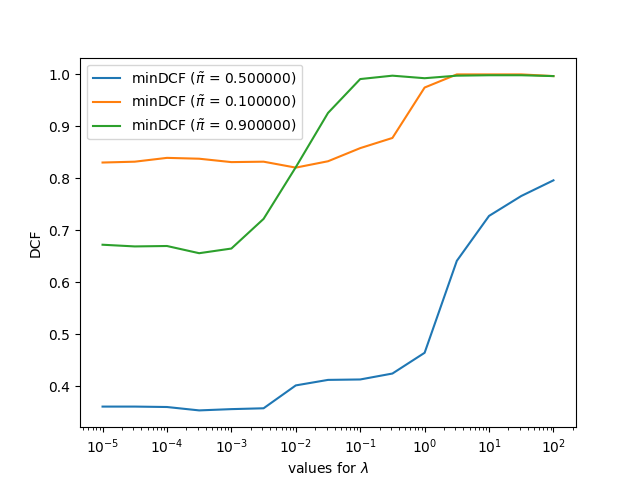 minDCF (π̃ = 0.500000)
minDCF (π̃ = 0.100000)
minDCF (π̃ = 0.900000)
DCF
1.0
0.9
0.8
0.7
0.6
0.5
0.4
10⁻⁵ 10⁻⁴ 10⁻³ 10⁻² 10⁻¹ 10⁰ 10¹ 10²
values for λ